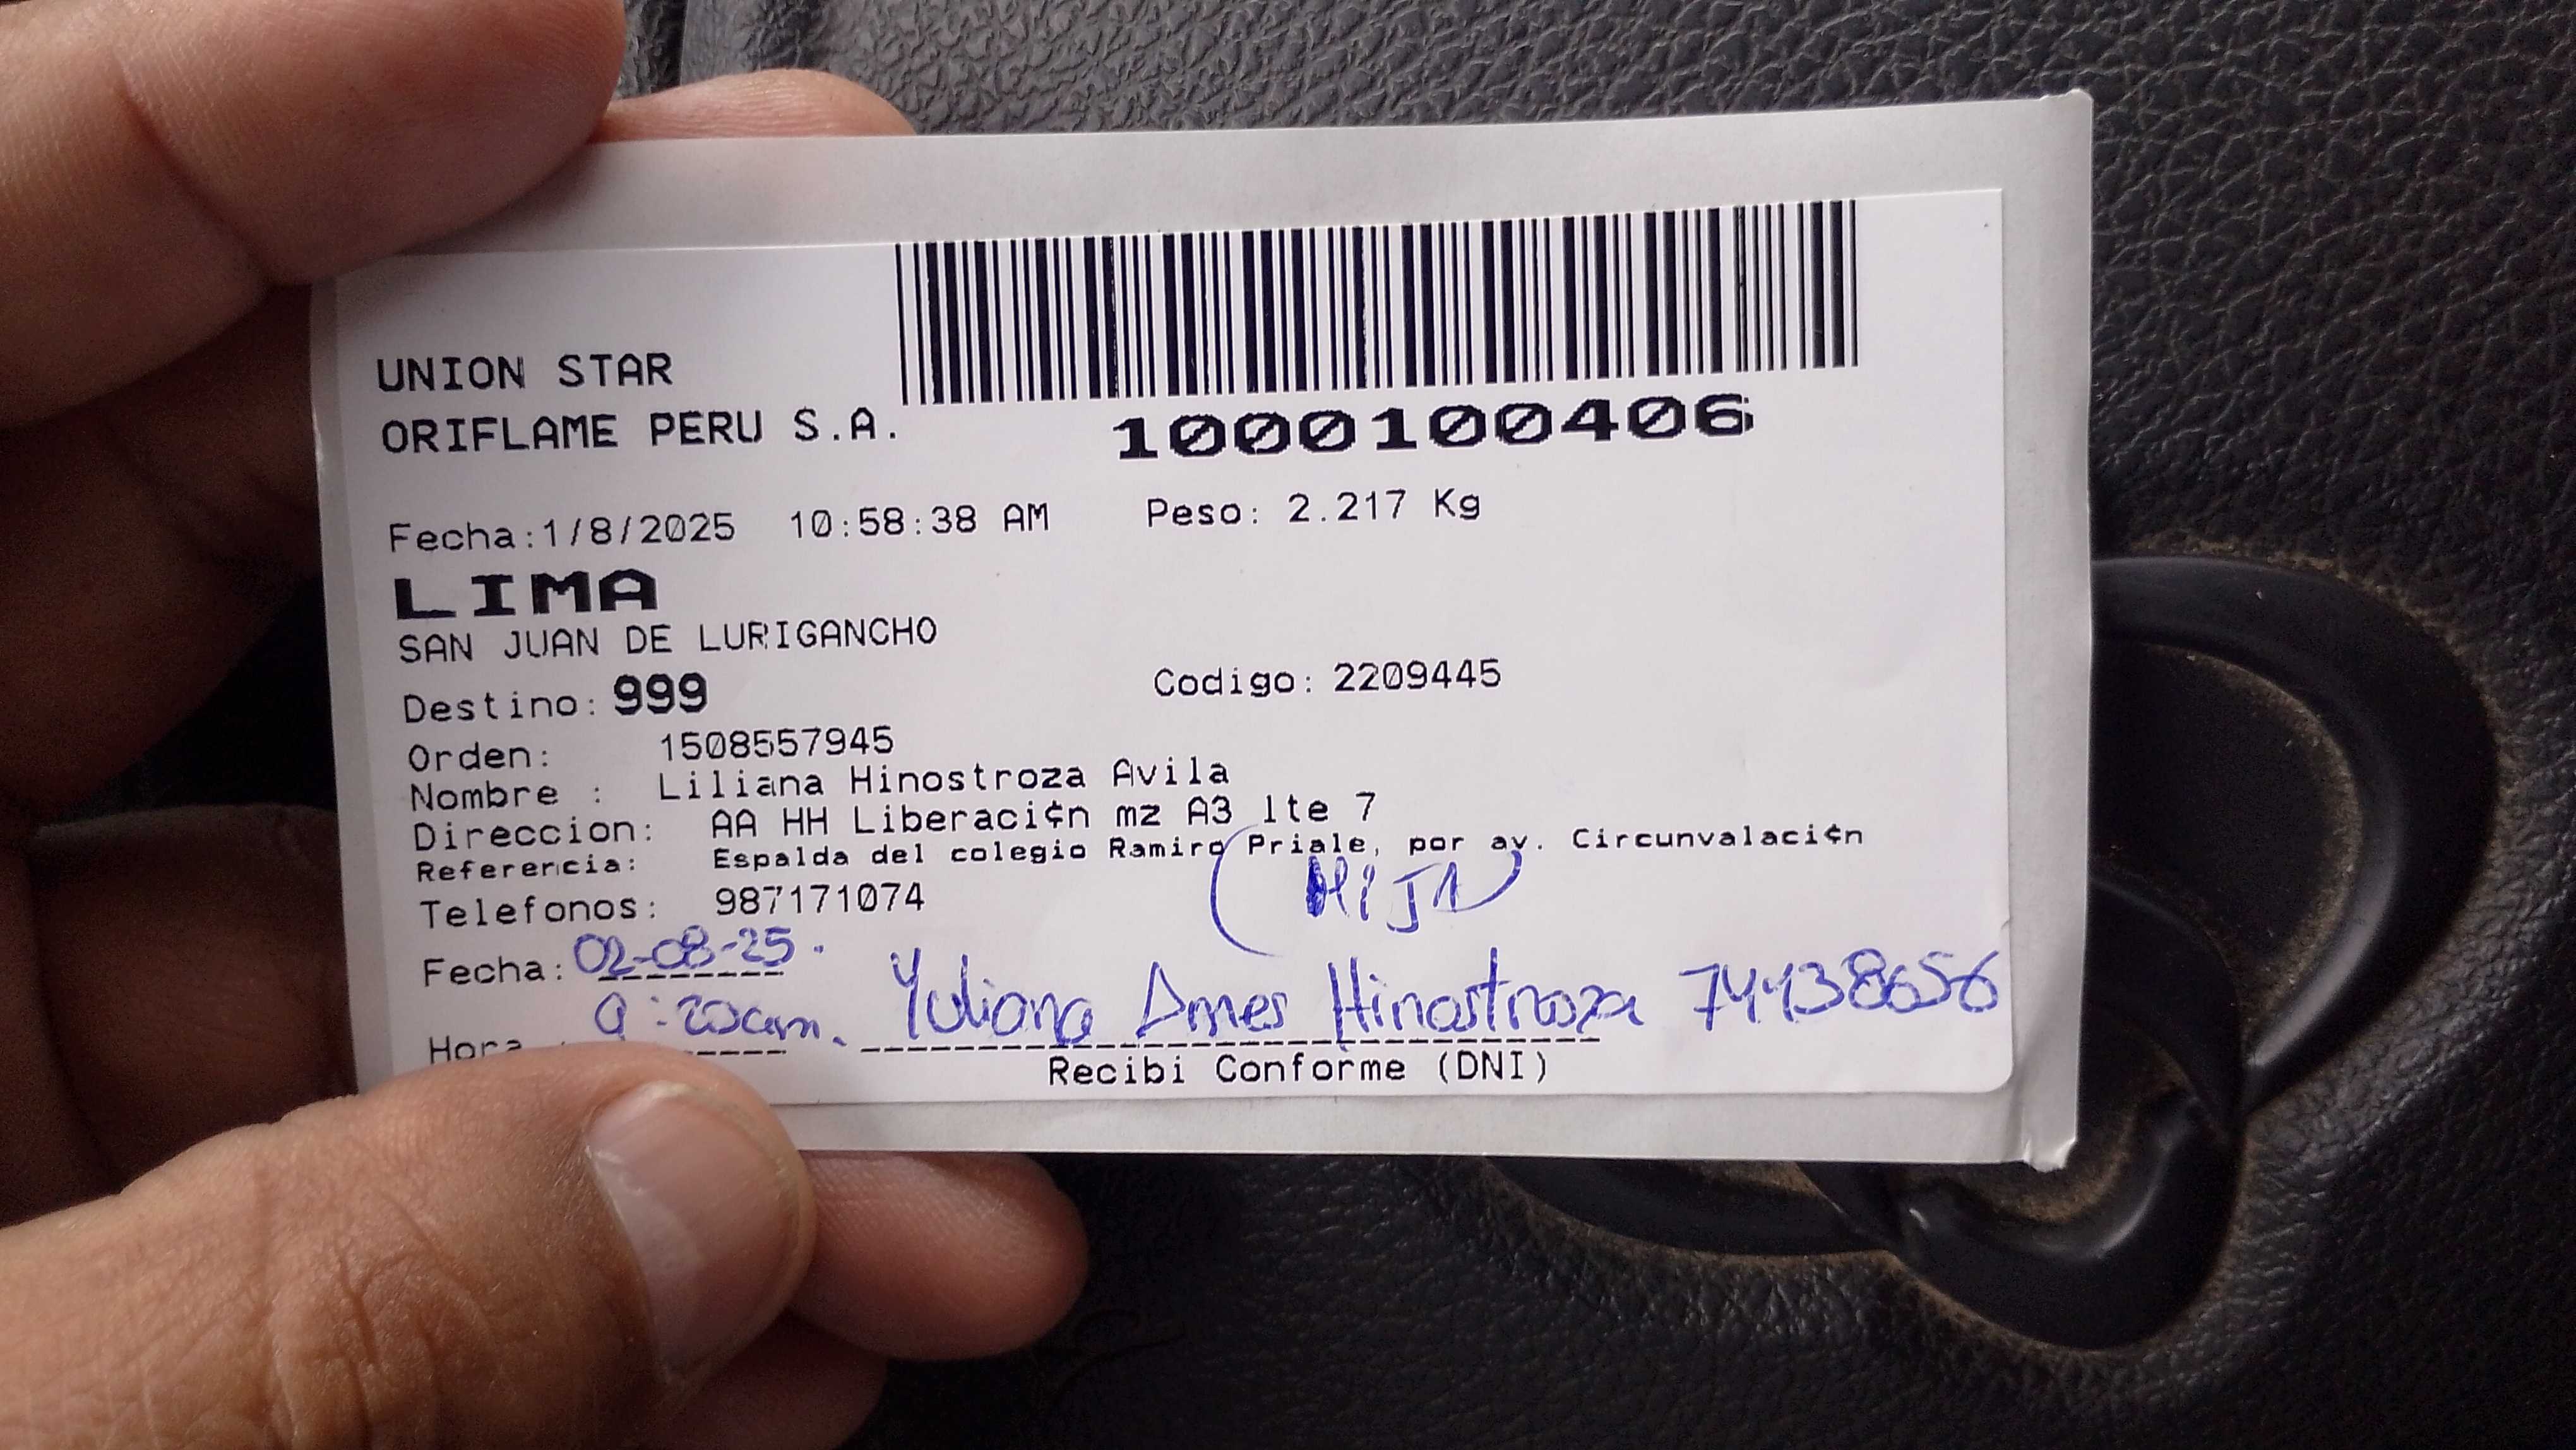 UNION STAR
ORIFLAME PERU S.A.
1000100406
Fecha:1/8/2025 10:58:38 AM Peso: 2.217 Kg
LIMA
SAN JUAN DE LURIGANCHO
Destino: 999 Codigo: 2209445
Orden: 1508557945
Nombre : Liliana Hinostroza Avila
Direccion: AA HH Liberaci¢n mz A3 lte 7
Referencia: Espalda del colegio Ramiro Priale, por av. Circunvalaci¢n
(HIJA)
Telefonos: 987171074
Fecha: 02-08-25.
Hora : 9:20am. Yuliana Ames Hinostroza 74438656
Recibi Conforme (DNI)